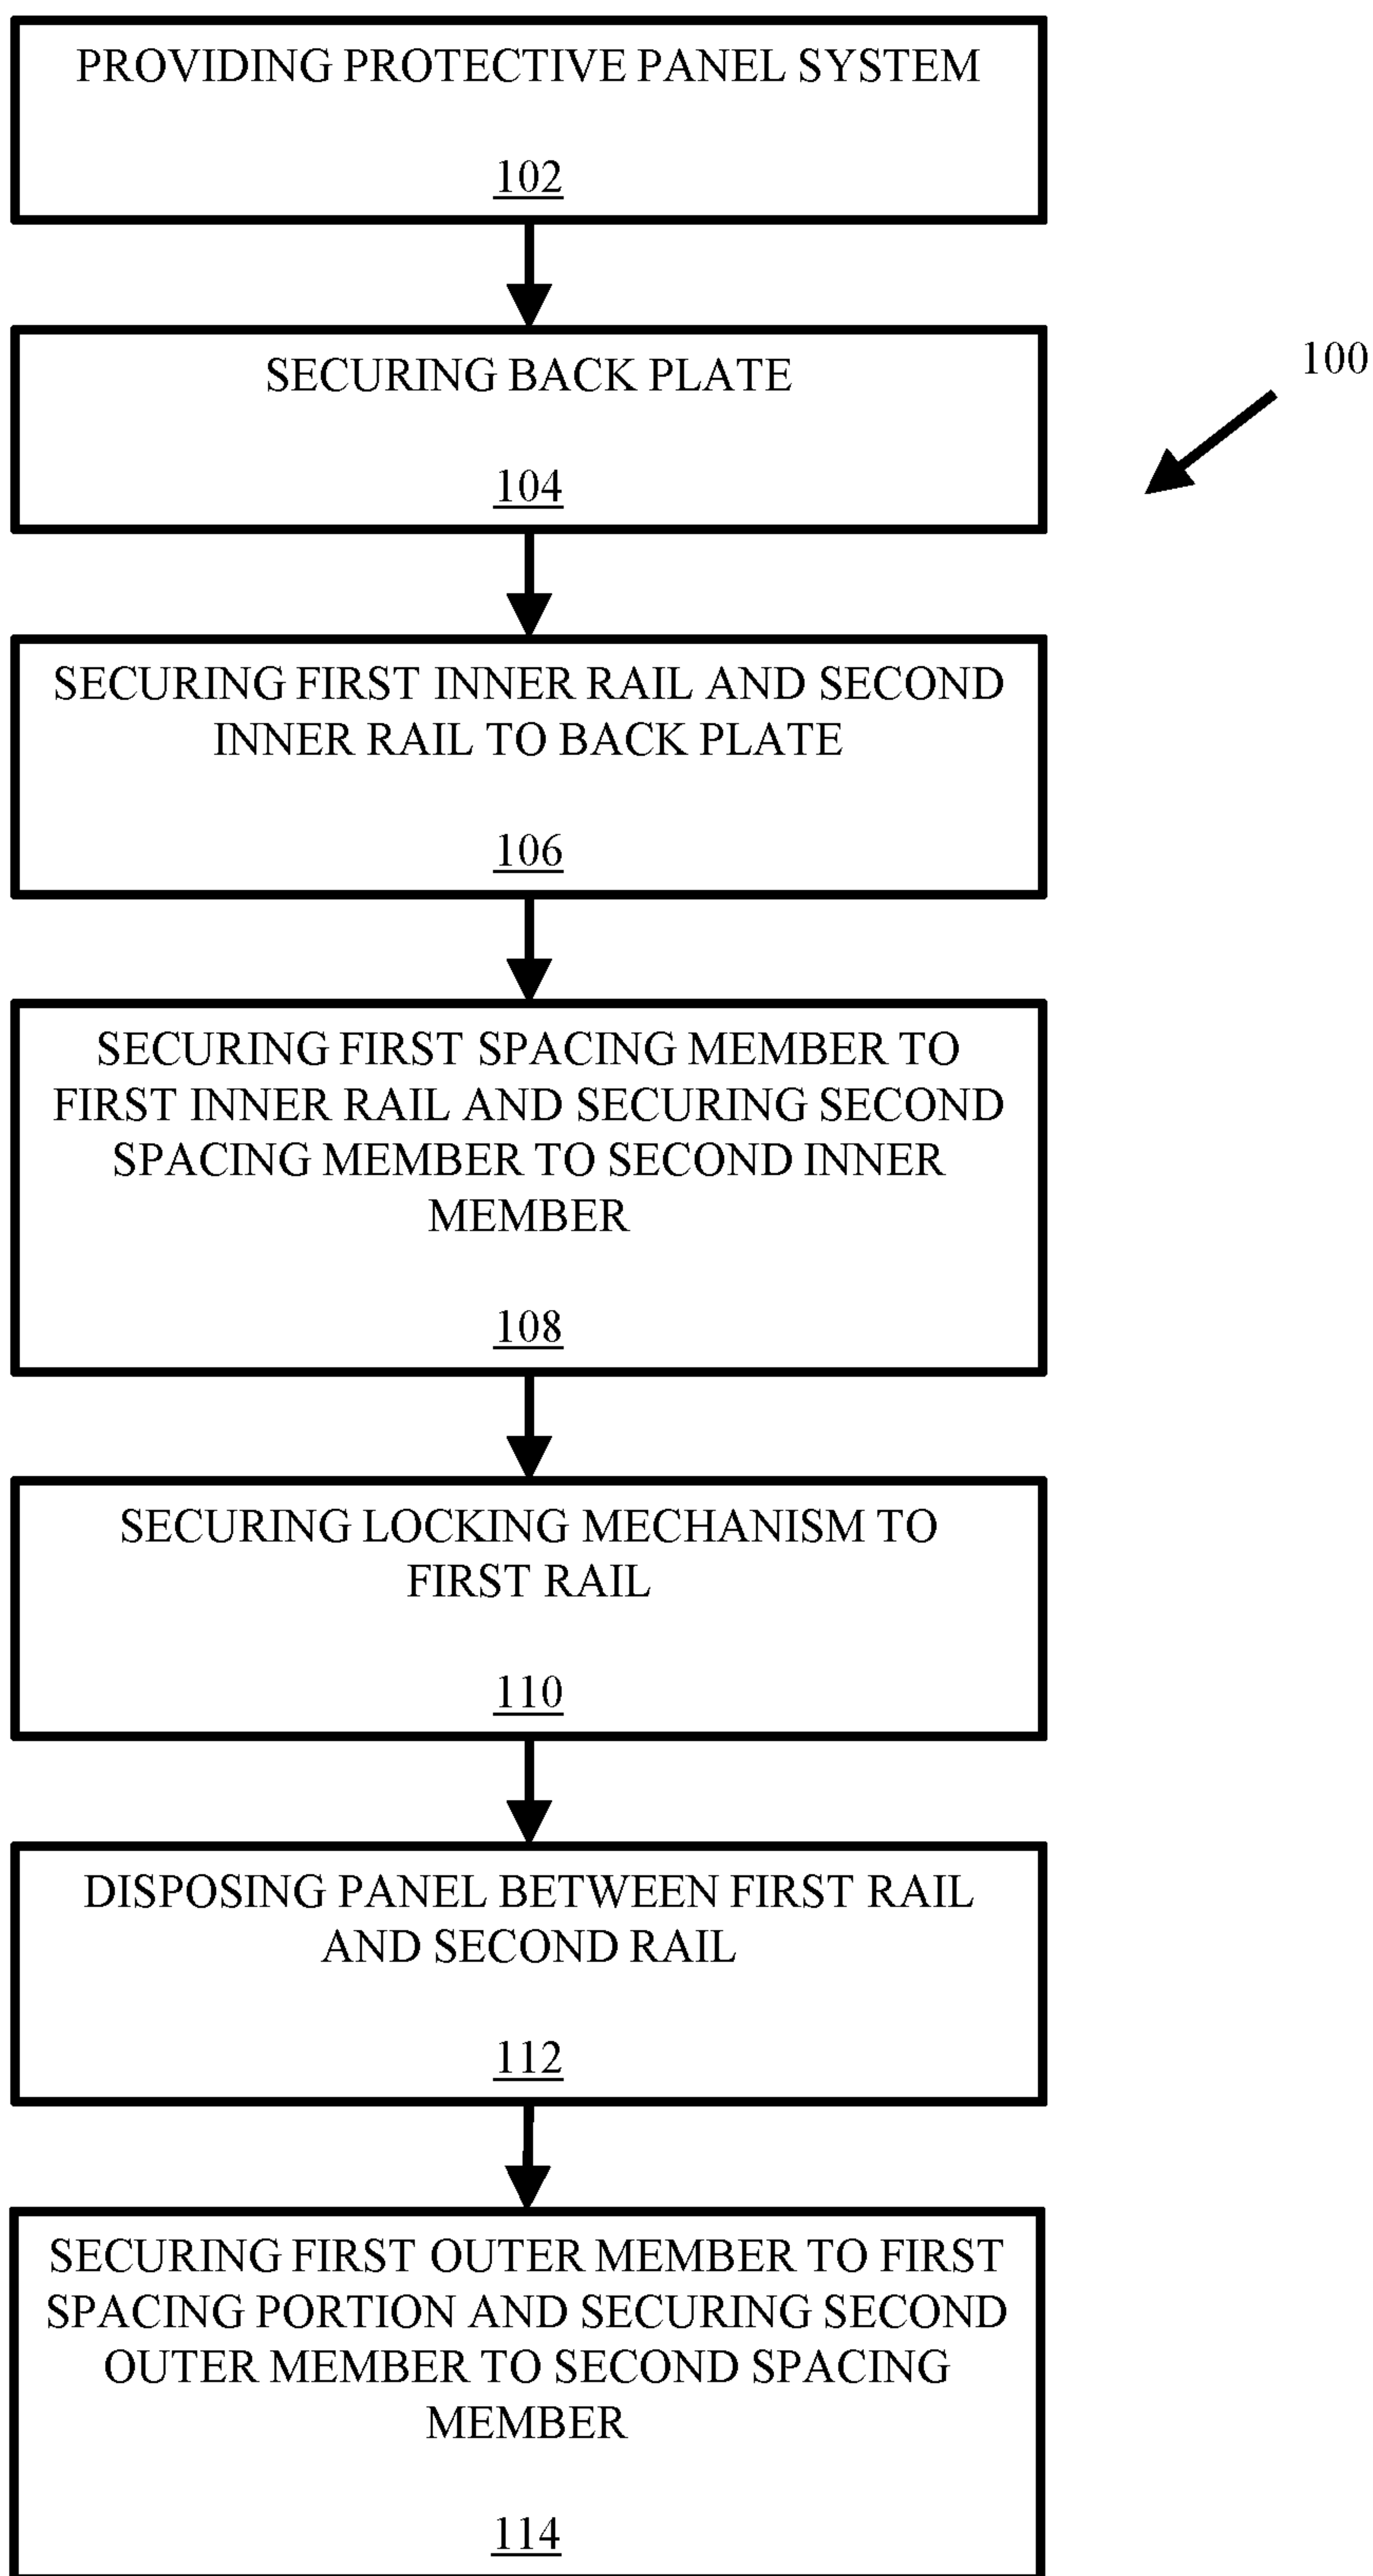 PROVIDING PROTECTIVE PANEL SYSTEM
102
SECURING BACK PLATE
104
100
SECURING FIRST INNER RAIL AND SECOND
INNER RAIL TO BACK PLATE
106
SECURING FIRST SPACING MEMBER TO
FIRST INNER RAIL AND SECURING SECOND
SPACING MEMBER TO SECOND INNER
MEMBER
108
SECURING LOCKING MECHANISM TO
FIRST RAIL
110
DISPOSING PANEL BETWEEN FIRST RAIL
AND SECOND RAIL
112
SECURING FIRST OUTER MEMBER TO FIRST
SPACING PORTION AND SECURING SECOND
OUTER MEMBER TO SECOND SPACING
MEMBER
114